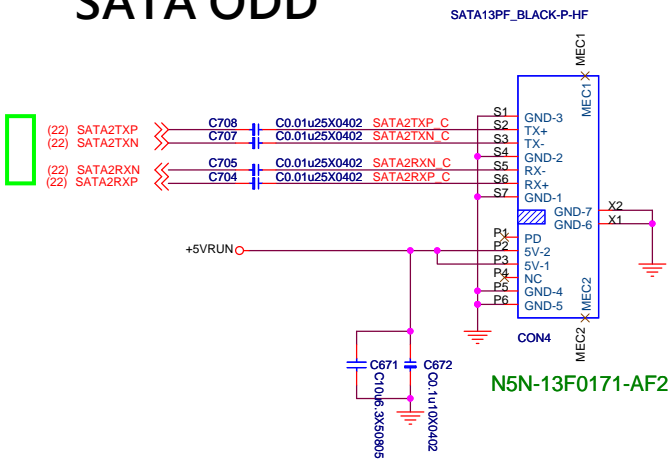 SATA ODD
SATA13PF_BLACK-P-HF
MEC1
MEC1
(22) SATA2TXP C708 C0.01u25X0402 SATA2TXP_C S1 GND-3
(22) SATA2TXN C707 C0.01u25X0402 SATA2TXN_C S2 TX+
S3 TX-
S4 GND-2
(22) SATA2RXN C705 C0.01u25X0402 SATA2RXN_C S5 RX-
(22) SATA2RXP C704 C0.01u25X0402 SATA2RXP_C S6 RX+
S7 GND-1
GND-7 X2
GND-6 X1
P1 PD
+5VRUN P2 5V-2
P3 5V-1
P4 NC
P5 GND-4
P6 GND-5
MEC2
MEC2
CON4
N5N-13F0171-AF2
C671
C10u6.3X50805
C672
C0.1u10X0402